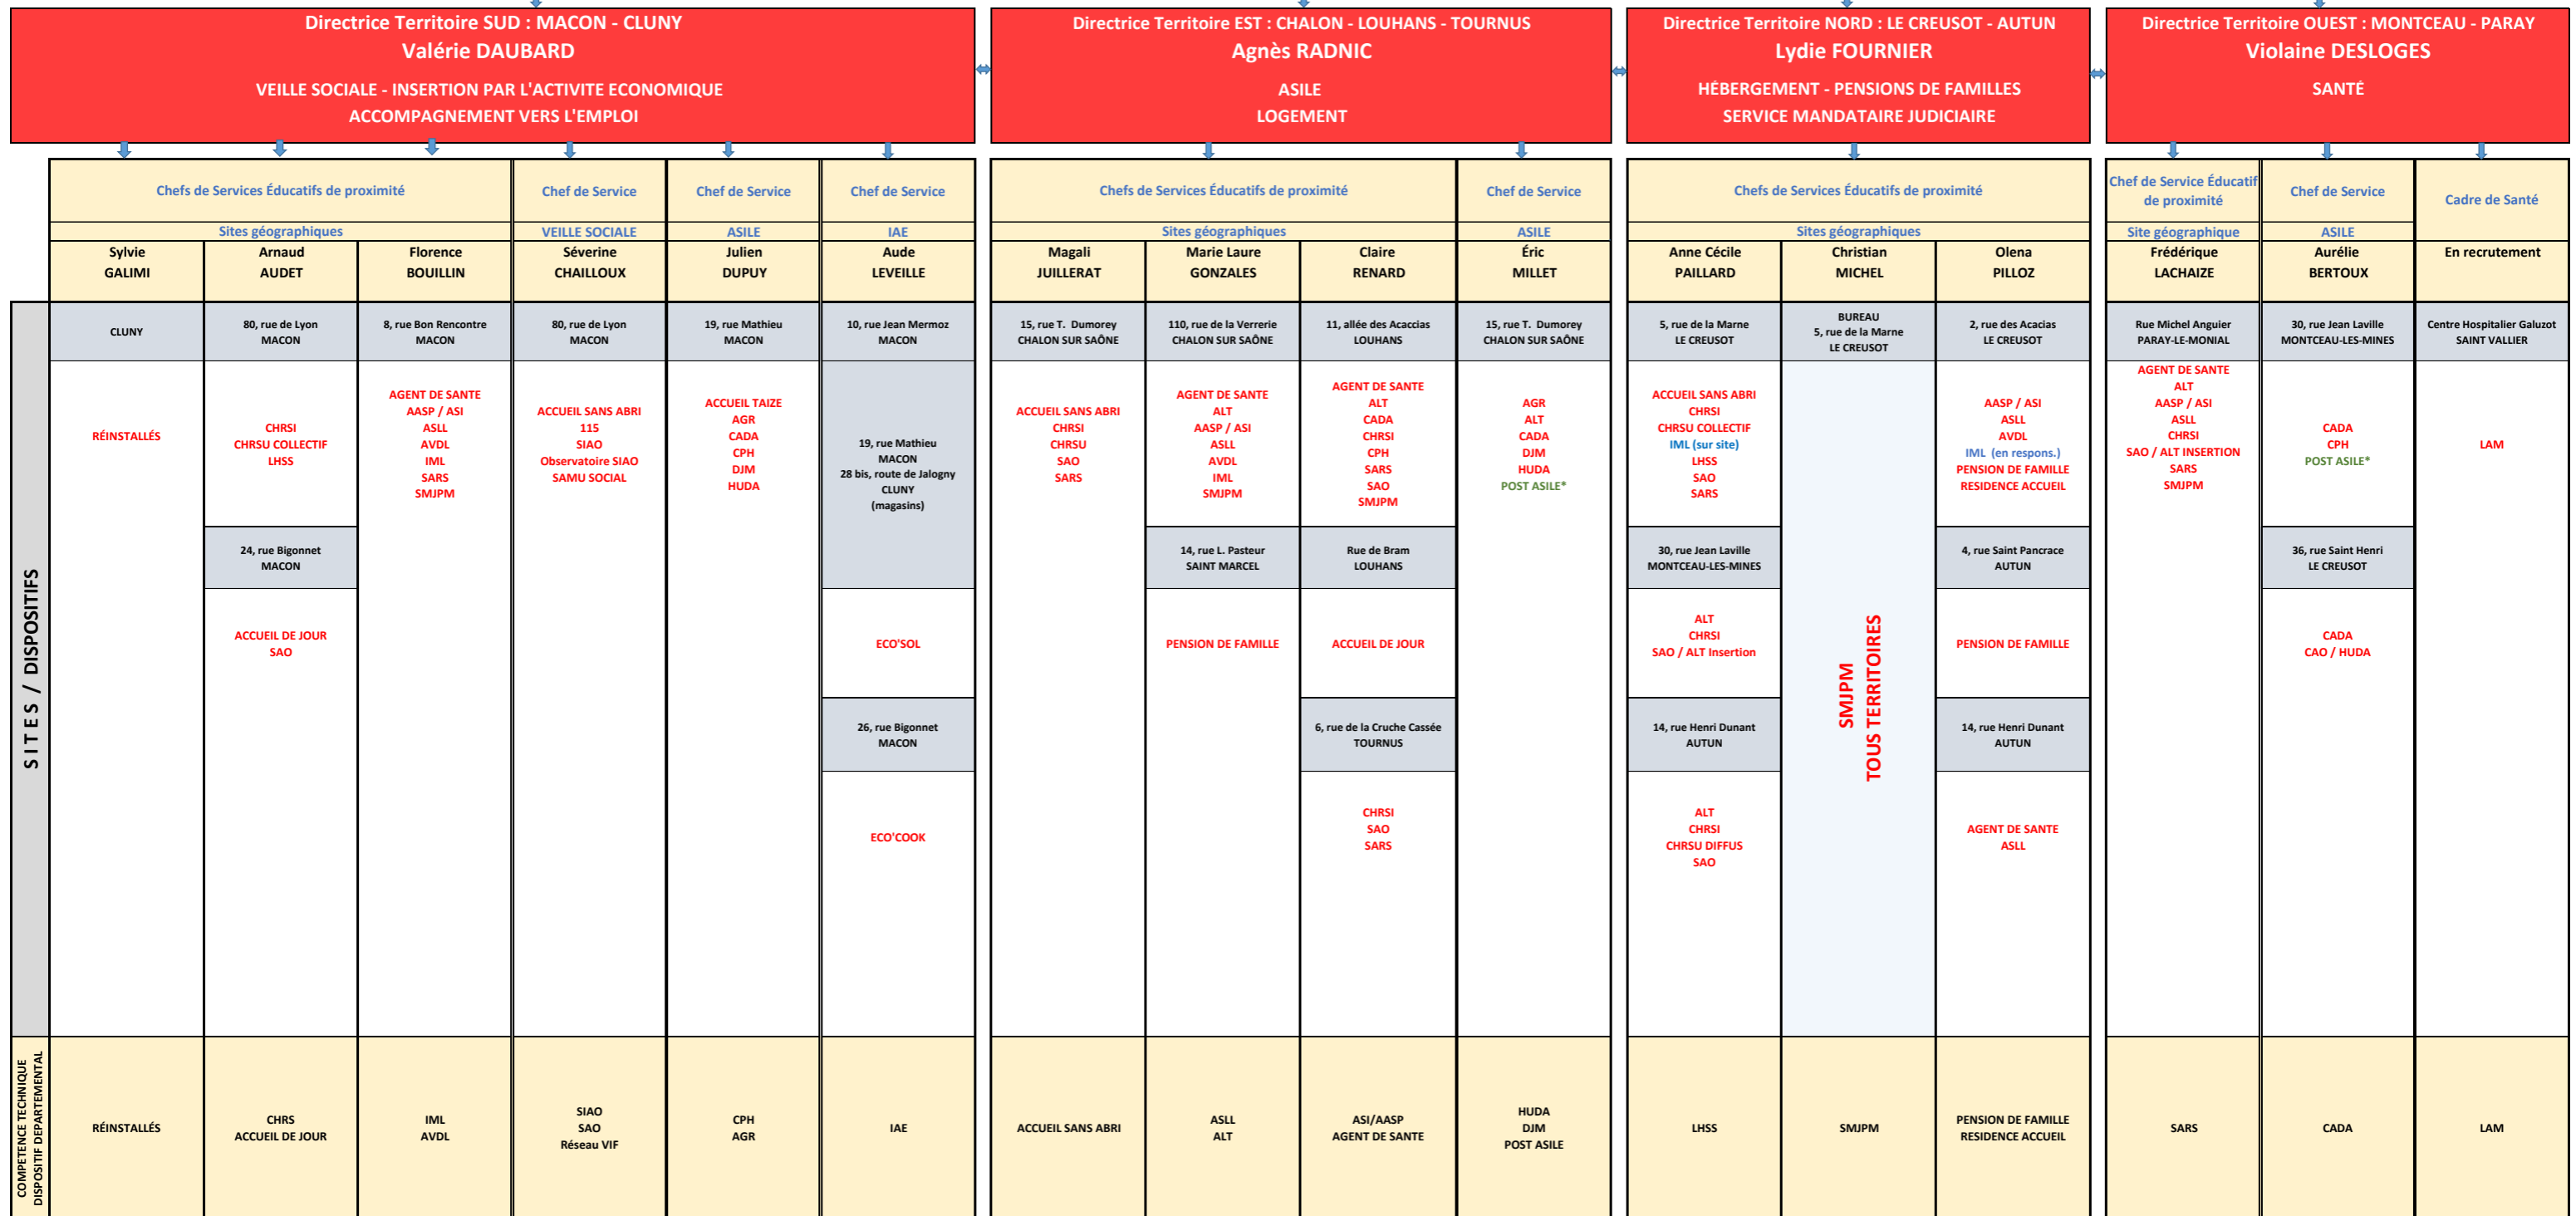 Directrice Territoire SUD : MACON - CLUNY
Valérie DAUBARD
VEILLE SOCIALE - INSERTION PAR L'ACTIVITE ECONOMIQUE
ACCOMPAGNEMENT VERS L'EMPLOI
Directrice Territoire EST : CHALON - LOUHANS - TOURNUS
Agnès RADNIC
ASILE
LOGEMENT
Directrice Territoire NORD : LE CREUSOT - AUTUN
Lydie FOURNIER
HÉBERGEMENT - PENSIONS DE FAMILLES
SERVICE MANDATAIRE JUDICIAIRE
Directrice Territoire OUEST : MONTCEAU - PARAY
Violaine DESLOGES
SANTÉ
Chefs de Services Éducatifs de proximité
Sites géographiques
Chef de Service
VEILLE SOCIALE
Chef de Service
ASILE
Chef de Service
IAE
Chefs de Services Éducatifs de proximité
Sites géographiques
Chef de Service
ASILE
Chefs de Services Éducatifs de proximité
Sites géographiques
Chef de Service Éducatif
de proximité
Site géographique
Chef de Service
ASILE
Cadre de Santé
SITES / DISPOSITIFS
Sylvie
GALIMI
CLUNY
RÉINSTALLÉS
Arnaud
AUDET
80, rue de Lyon
MACON
CHRSI
CHRSU COLLECTIF
LHSS
24, rue Bigonnet
MACON
ACCUEIL DE JOUR
SAO
Florence
BOUILLIN
8, rue Bon Rencontre
MACON
AGENT DE SANTE
AASP / ASI
ASLL
AVDL
IML
SARS
SMJPM
Séverine
CHAILLOUX
80, rue de Lyon
MACON
ACCUEIL SANS ABRI
115
SIAO
Observatoire SIAO
SAMU SOCIAL
Julien
DUPUY
19, rue Mathieu
MACON
ACCUEIL TAIZE
AGR
CADA
CPH
DJM
HUDA
Aude
LEVEILLE
10, rue Jean Mermoz
MACON
19, rue Mathieu
MACON
28 bis, route de Jalogny
CLUNY
(magasins)
ECO'SOL
26, rue Bigonnet
MACON
ECO'COOK
Magali
JUILLERAT
15, rue T. Dumorey
CHALON SUR SAÔNE
ACCUEIL SANS ABRI
CHRSI
CHRSU
SAO
SARS
Marie Laure
GONZALES
110, rue de la Verrerie
CHALON SUR SAÔNE
AGENT DE SANTE
ALT
AASP / ASI
ASLL
AVDL
IML
SMJPM
14, rue L. Pasteur
SAINT MARCEL
PENSION DE FAMILLE
Claire
RENARD
11, allée des Acaccias
LOUHANS
AGENT DE SANTE
ALT
CADA
CHRSI
CPH
SARS
SAO
SMJPM
Rue de Bram
LOUHANS
ACCUEIL DE JOUR
6, rue de la Cruche Cassée
TOURNUS
CHRSI
SAO
SARS
Éric
MILLET
15, rue T. Dumorey
CHALON SUR SAÔNE
AGR
ALT
CADA
DJM
HUDA
POST ASILE*
Anne Cécile
PAILLARD
5, rue de la Marne
LE CREUSOT
ACCUEIL SANS ABRI
CHRSI
CHRSU COLLECTIF
IML (sur site)
LHSS
SAO
SARS
30, rue Jean Laville
MONTCEAU-LES-MINES
ALT
CHRSI
SAO / ALT Insertion
14, rue Henri Dunant
AUTUN
ALT
CHRSI
CHRSU DIFFUS
SAO
Christian
MICHEL
BUREAU
5, rue de la Marne
LE CREUSOT
SMJPM
TOUS TERRITOIRES
Olena
PILLOZ
2, rue des Acacias
LE CREUSOT
AASP / ASI
ASLL
AVDL
IML (en respons.)
PENSION DE FAMILLE
RESIDENCE ACCUEIL
4, rue Saint Pancrace
AUTUN
PENSION DE FAMILLE
14, rue Henri Dunant
AUTUN
AGENT DE SANTE
ASLL
Frédérique
LACHAIZE
Rue Michel Anguier
PARAY-LE-MONIAL
AGENT DE SANTE
ALT
AASP / ASI
ASLL
CHRSI
SAO / ALT INSERTION
SARS
SMJPM
Aurélie
BERTOUX
30, rue Jean Laville
MONTCEAU-LES-MINES
CADA
CPH
POST ASILE*
36, rue Saint Henri
LE CREUSOT
CADA
CAO / HUDA
En recrutement
Centre Hospitalier Galuzot
SAINT VALLIER
LAM
COMPETENCE TECHNIQUE
DISPOSITIF DEPARTEMENTAL
RÉINSTALLÉS
CHRS
ACCUEIL DE JOUR
IML
AVDL
SIAO
SAO
Réseau VIF
CPH
AGR
IAE
ACCUEIL SANS ABRI
ASLL
ALT
ASI/AASP
AGENT DE SANTE
HUDA
DJM
POST ASILE
LHSS
SMJPM
PENSION DE FAMILLE
RESIDENCE ACCUEIL
SARS
CADA
LAM